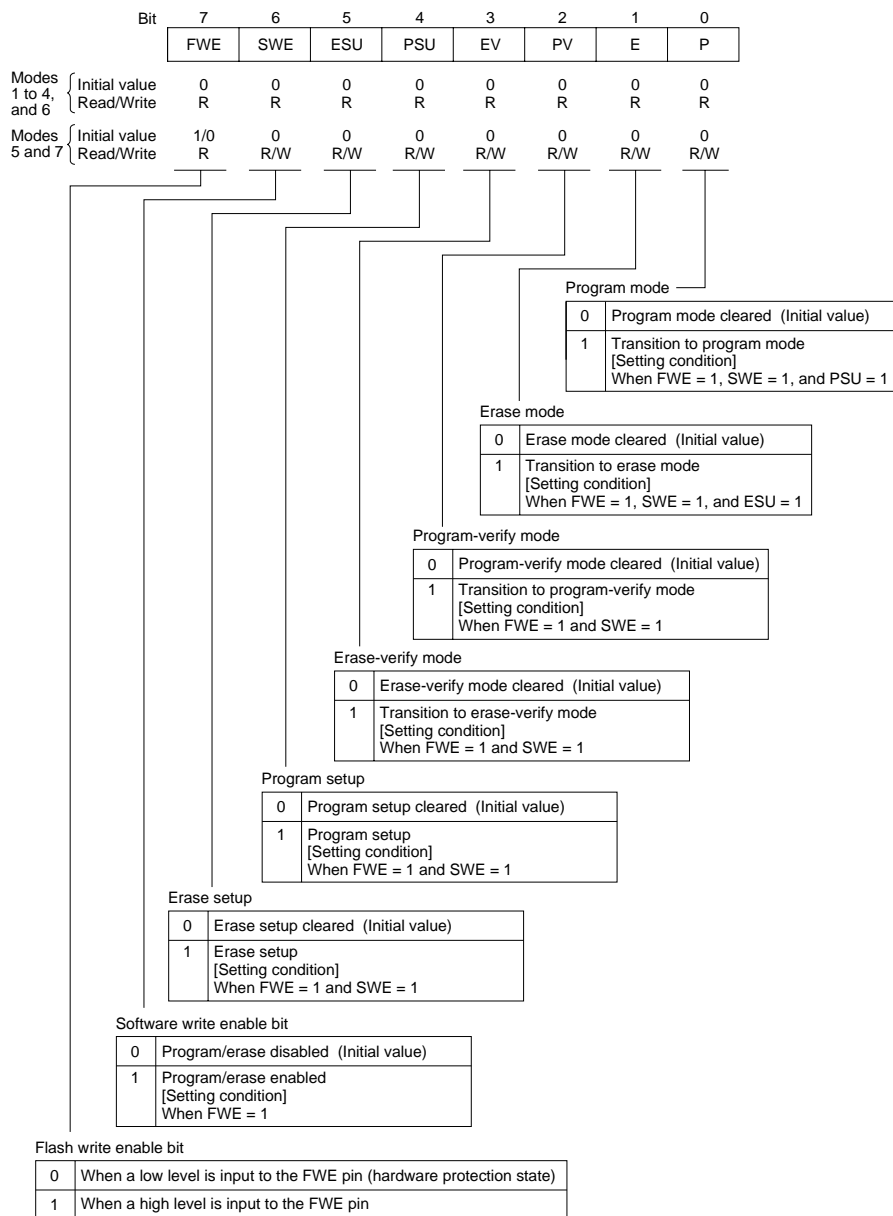 Bit 7 6 5 4 3 2 1 0
FWE SWE ESU PSU EV PV E P
Modes 1 to 4, and 6
Initial value 0 0 0 0 0 0 0 0
Read/Write R R R R R R R R
Modes 5 and 7
Initial value 1/0 0 0 0 0 0 0 0
Read/Write R R/W R/W R/W R/W R/W R/W R/W
Program mode
0 Program mode cleared (Initial value)
1 Transition to program mode
[Setting condition]
When FWE = 1, SWE = 1, and PSU = 1
Erase mode
0 Erase mode cleared (Initial value)
1 Transition to erase mode
[Setting condition]
When FWE = 1, SWE = 1, and ESU = 1
Program-verify mode
0 Program-verify mode cleared (Initial value)
1 Transition to program-verify mode
[Setting condition]
When FWE = 1 and SWE = 1
Erase-verify mode
0 Erase-verify mode cleared (Initial value)
1 Transition to erase-verify mode
[Setting condition]
When FWE = 1 and SWE = 1
Program setup
0 Program setup cleared (Initial value)
1 Program setup
[Setting condition]
When FWE = 1 and SWE = 1
Erase setup
0 Erase setup cleared (Initial value)
1 Erase setup
[Setting condition]
When FWE = 1 and SWE = 1
Software write enable bit
0 Program/erase disabled (Initial value)
1 Program/erase enabled
[Setting condition]
When FWE = 1
Flash write enable bit
0 When a low level is input to the FWE pin (hardware protection state)
1 When a high level is input to the FWE pin